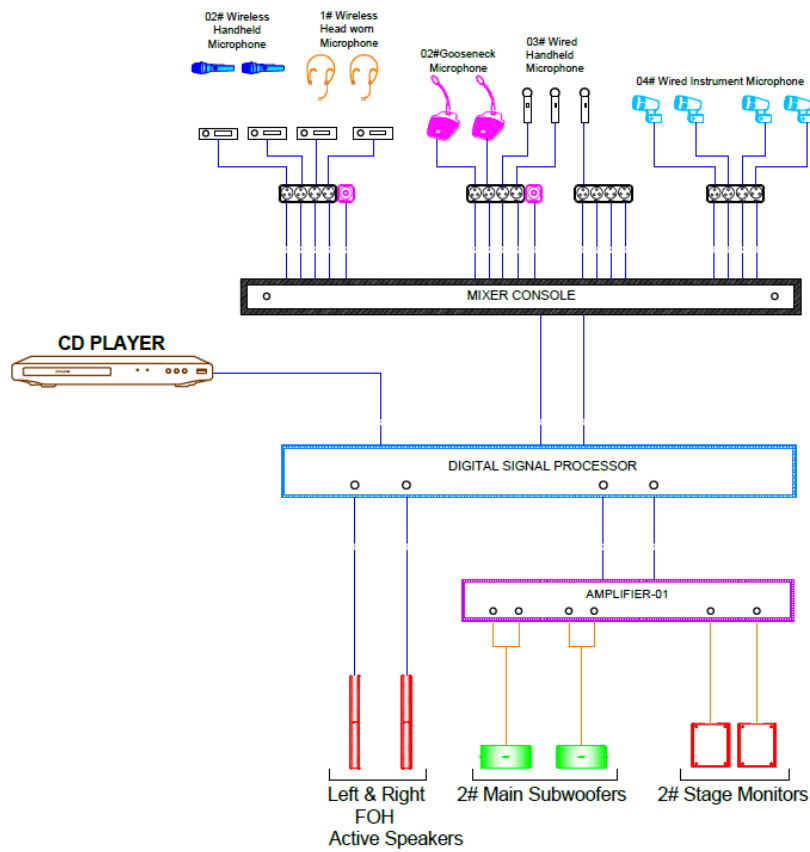 02# Wireless
Handheld
Microphone
1# Wireless
Head worn
Microphone
02#Gooseneck
Microphone
03# Wired
Handheld
Microphone
04# Wired Instrument Microphone
MIXER CONSOLE
CD PLAYER
DIGITAL SIGNAL PROCESSOR
AMPLIFIER-01
Left & Right
FOH
Active Speakers
2# Main Subwoofers
2# Stage Monitors